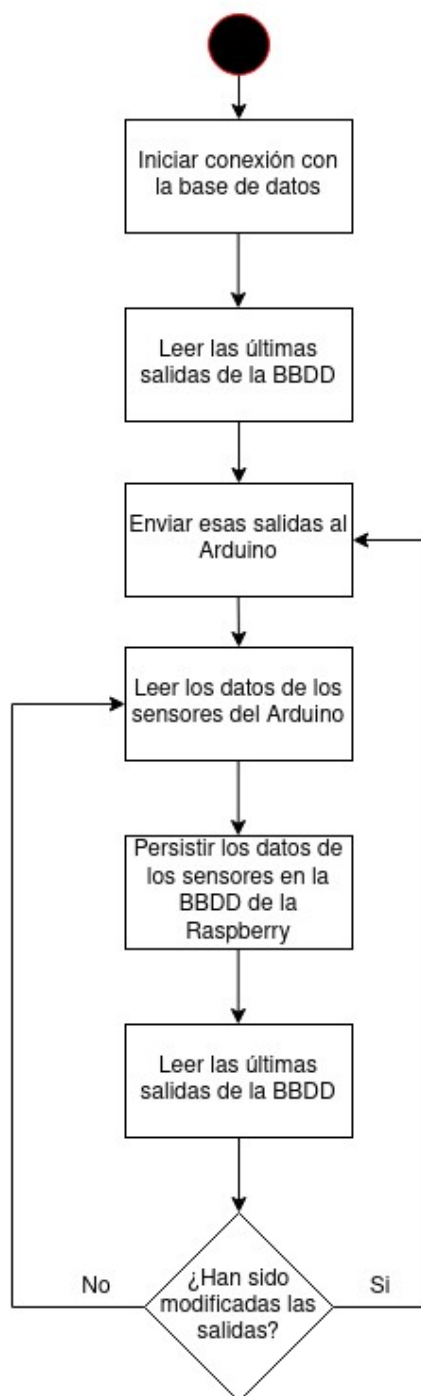 Iniciar conexión con
la base de datos
Leer las últimas
salidas de la BBDD
Enviar esas salidas al
Arduino
Leer los datos de los
sensores del Arduino
Persistir los datos de
los sensores en la
BBDD de la
Raspberry
Leer las últimas
salidas de la BBDD
No
¿Han sido
modificadas las
salidas?
Si